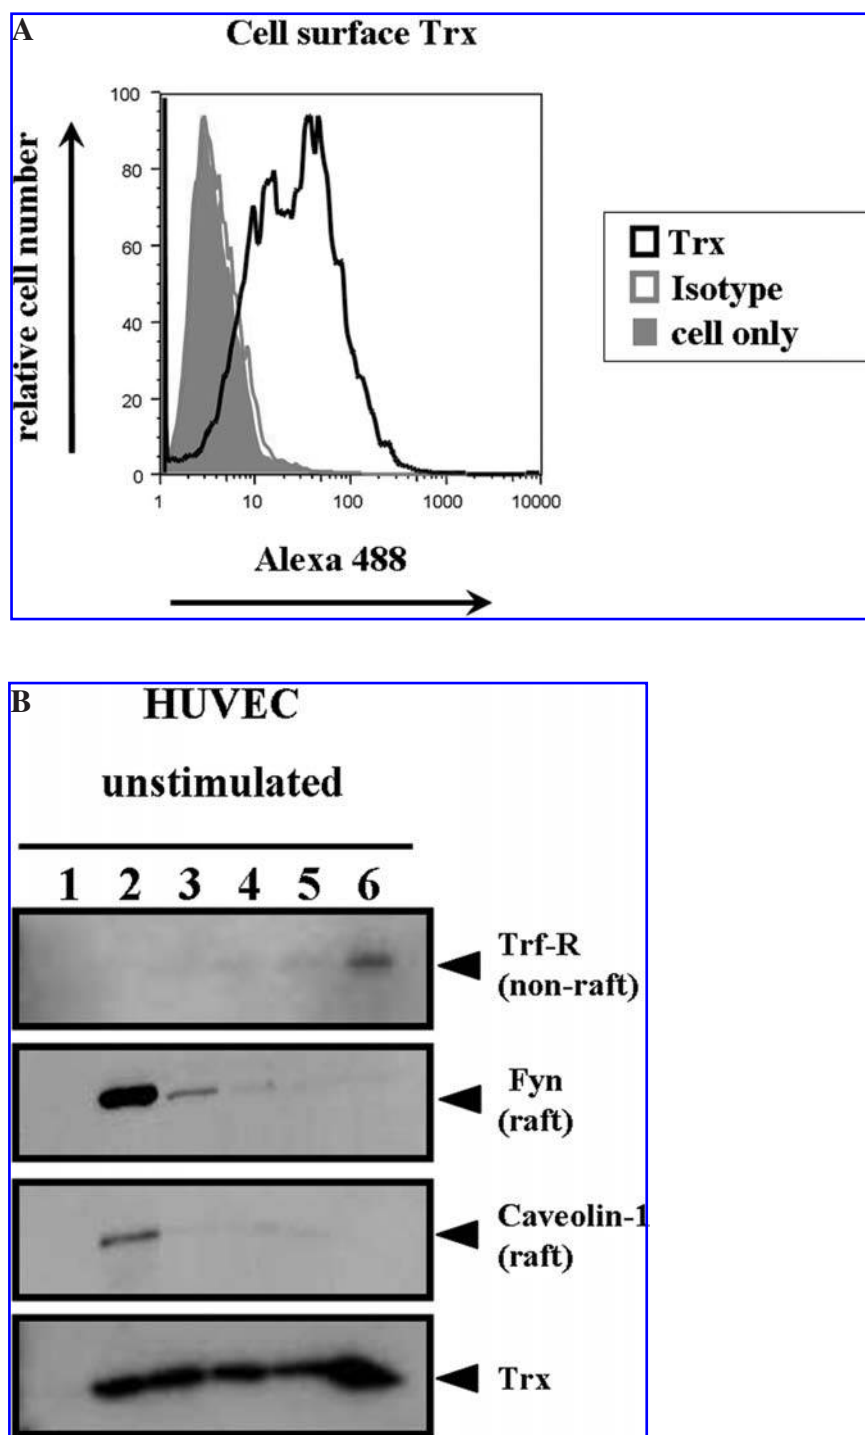 A
Cell surface Trx
relative cell number
100
80
60
40
20
0
1
10
100
1000
10000
Alexa 488
Trx
Isotype
cell only
B
HUVEC
unstimulated
1 2 3 4 5 6
Trf-R
(non-raft)
Fyn
(raft)
Caveolin-1
(raft)
Trx